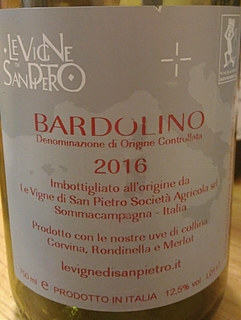 LE VIGNE
DI
SAN PIETRO
BARDOLINO
Denominazione di Origine Controllata
2016
Imbottigliato all'origine da
Le Vigne di San Pietro Società Agricola srl
Sommacampagna - Italia
Prodotto con le nostre uve di collina
Corvina, Rondinella e Merlot
levignedisanpietro.it
750 ml e PRODOTTO IN ITALIA 12,5% vol